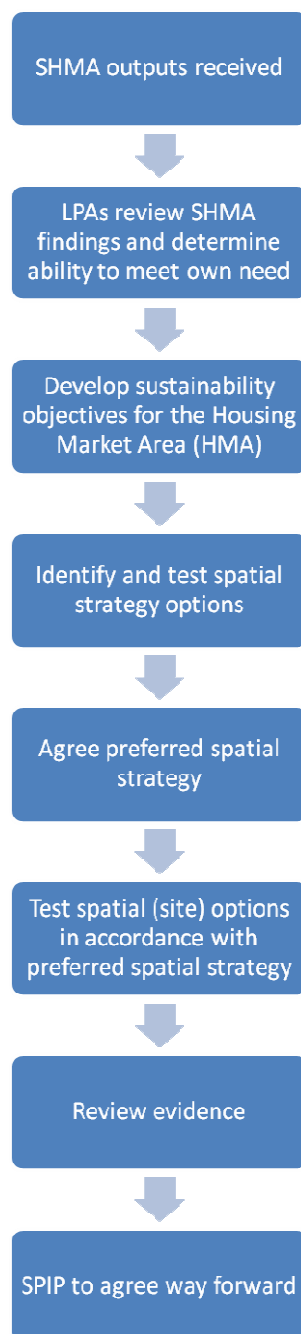 SHMA outputs received
LPAs review SHMA
findings and determine
ability to meet own need
Develop sustainability
objectives for the Housing
Market Area (HMA)
Identify and test spatial
strategy options
Agree preferred spatial
strategy
Test spatial (site) options
in accordance with
preferred spatial strategy
Review evidence
SPIP to agree way forward